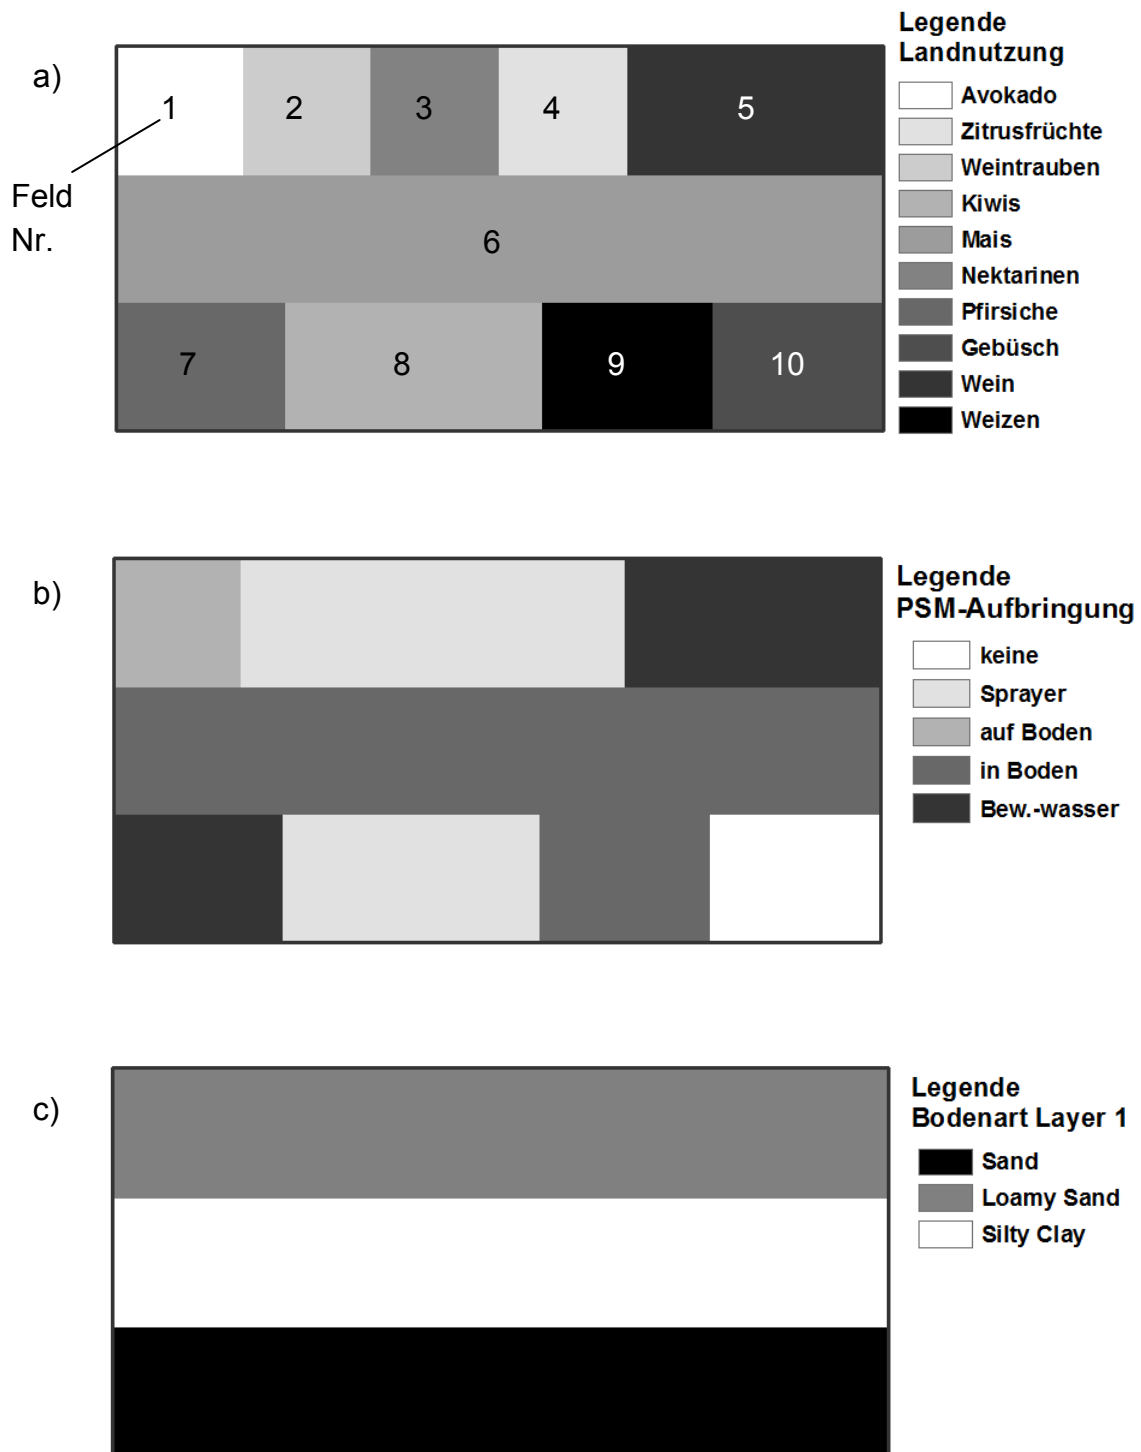 a)
Feld
Nr.
1
2
3
4
5
6
7
8
9
10
Legende
Landnutzung
Avokado
Zitrusfrüchte
Weintrauben
Kiwis
Mais
Nektarinen
Pfirsiche
Gebüsch
Wein
Weizen
b)
Legende
PSM-Aufbringung
keine
Sprayer
auf Boden
in Boden
Bew.-wasser
c)
Legende
Bodenart Layer 1
Sand
Loamy Sand
Silty Clay